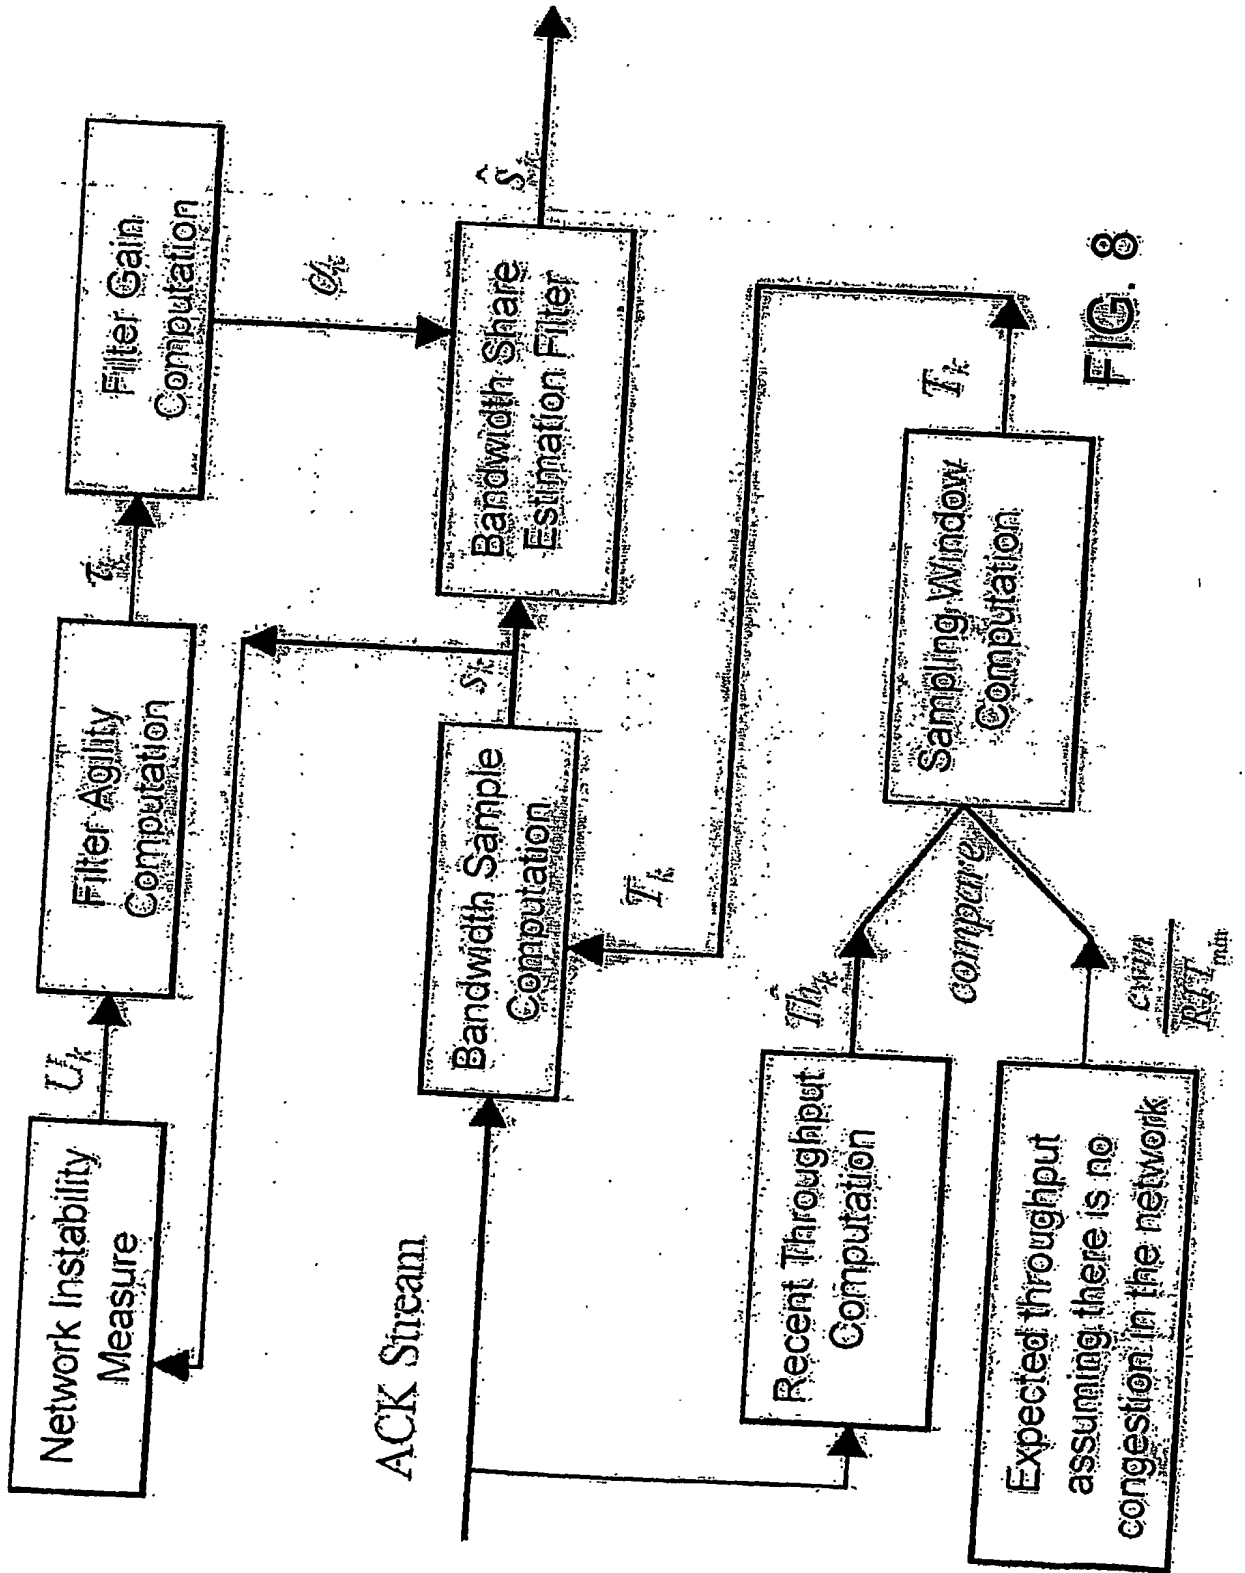 Network Instability
Measure
U_k
Filter Agility
Computation
τ_k
Filter Gain
Computation
α_k
ACK Stream
Bandwidth Sample
Computation
s_k
Bandwidth Share
Estimation Filter
ŝ_k
T_k
Recent Throughput
Computation
T̂h_k
compare
Expected throughput
assuming there is no
congestion in the network
cwin
RTT_min
Sampling Window
Computation
T_k
FIG. 8